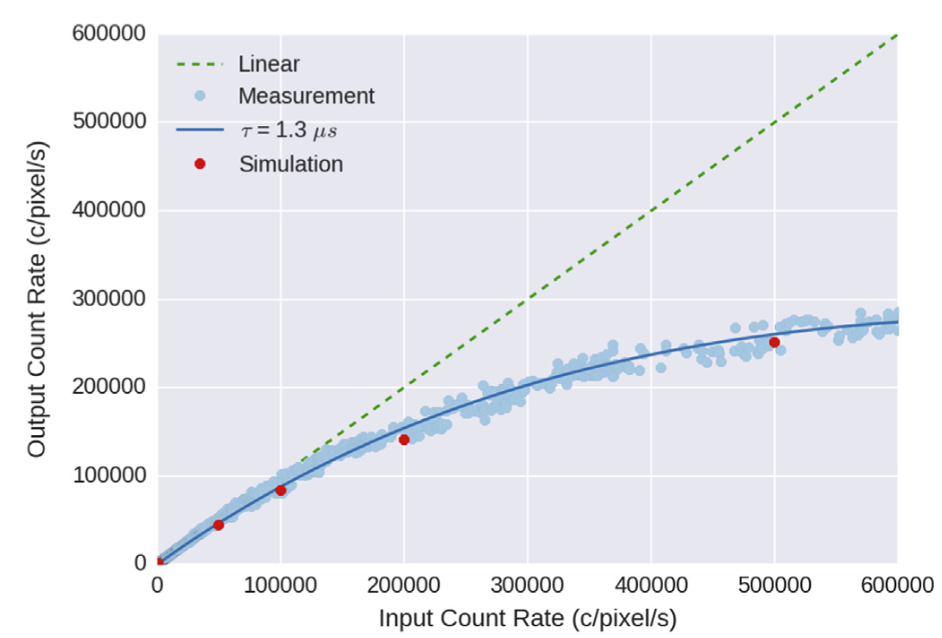 600000
500000
400000
300000
200000
100000
0
Output Count Rate (c/pixel/s)
Linear
Measurement
τ = 1.3 μs
Simulation
0 100000 200000 300000 400000 500000 600000
Input Count Rate (c/pixel/s)